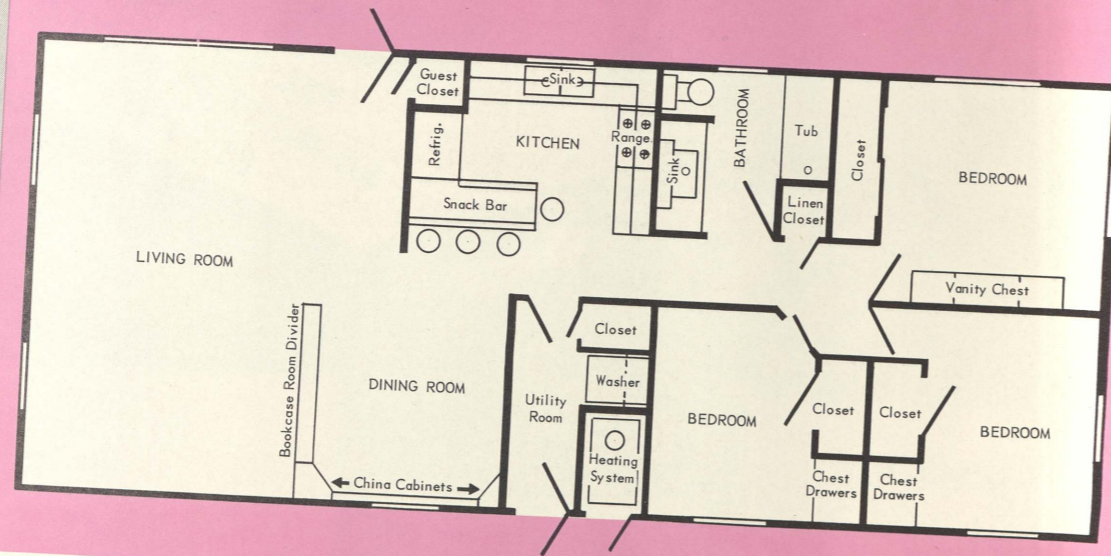 Guest
Closet
Sink
Refrig.
KITCHEN
Range
Snack Bar
Sink
BATHROOM
Tub
Linen
Closet
Closet
BEDROOM
Vanity Chest
LIVING ROOM
Bookcase Room Divider
DINING ROOM
China Cabinets
Utility
Room
Closet
Washer
Heating
System
BEDROOM
Closet
Chest
Drawers
Closet
Chest
Drawers
BEDROOM